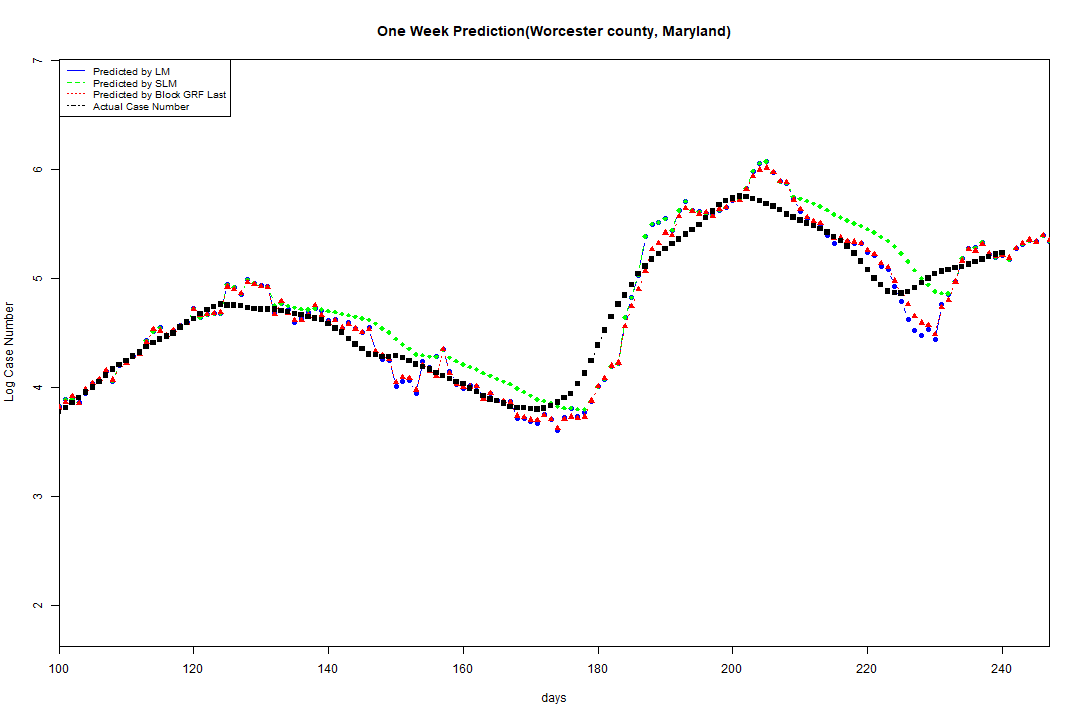 One Week Prediction(Worcester county, Maryland)
Predicted by LM
Predicted by SLM
Predicted by Block GRF Last
Actual Case Number
7
6
5
4
3
2
Log Case Number
100 120 140 160 180 200 220 240
days